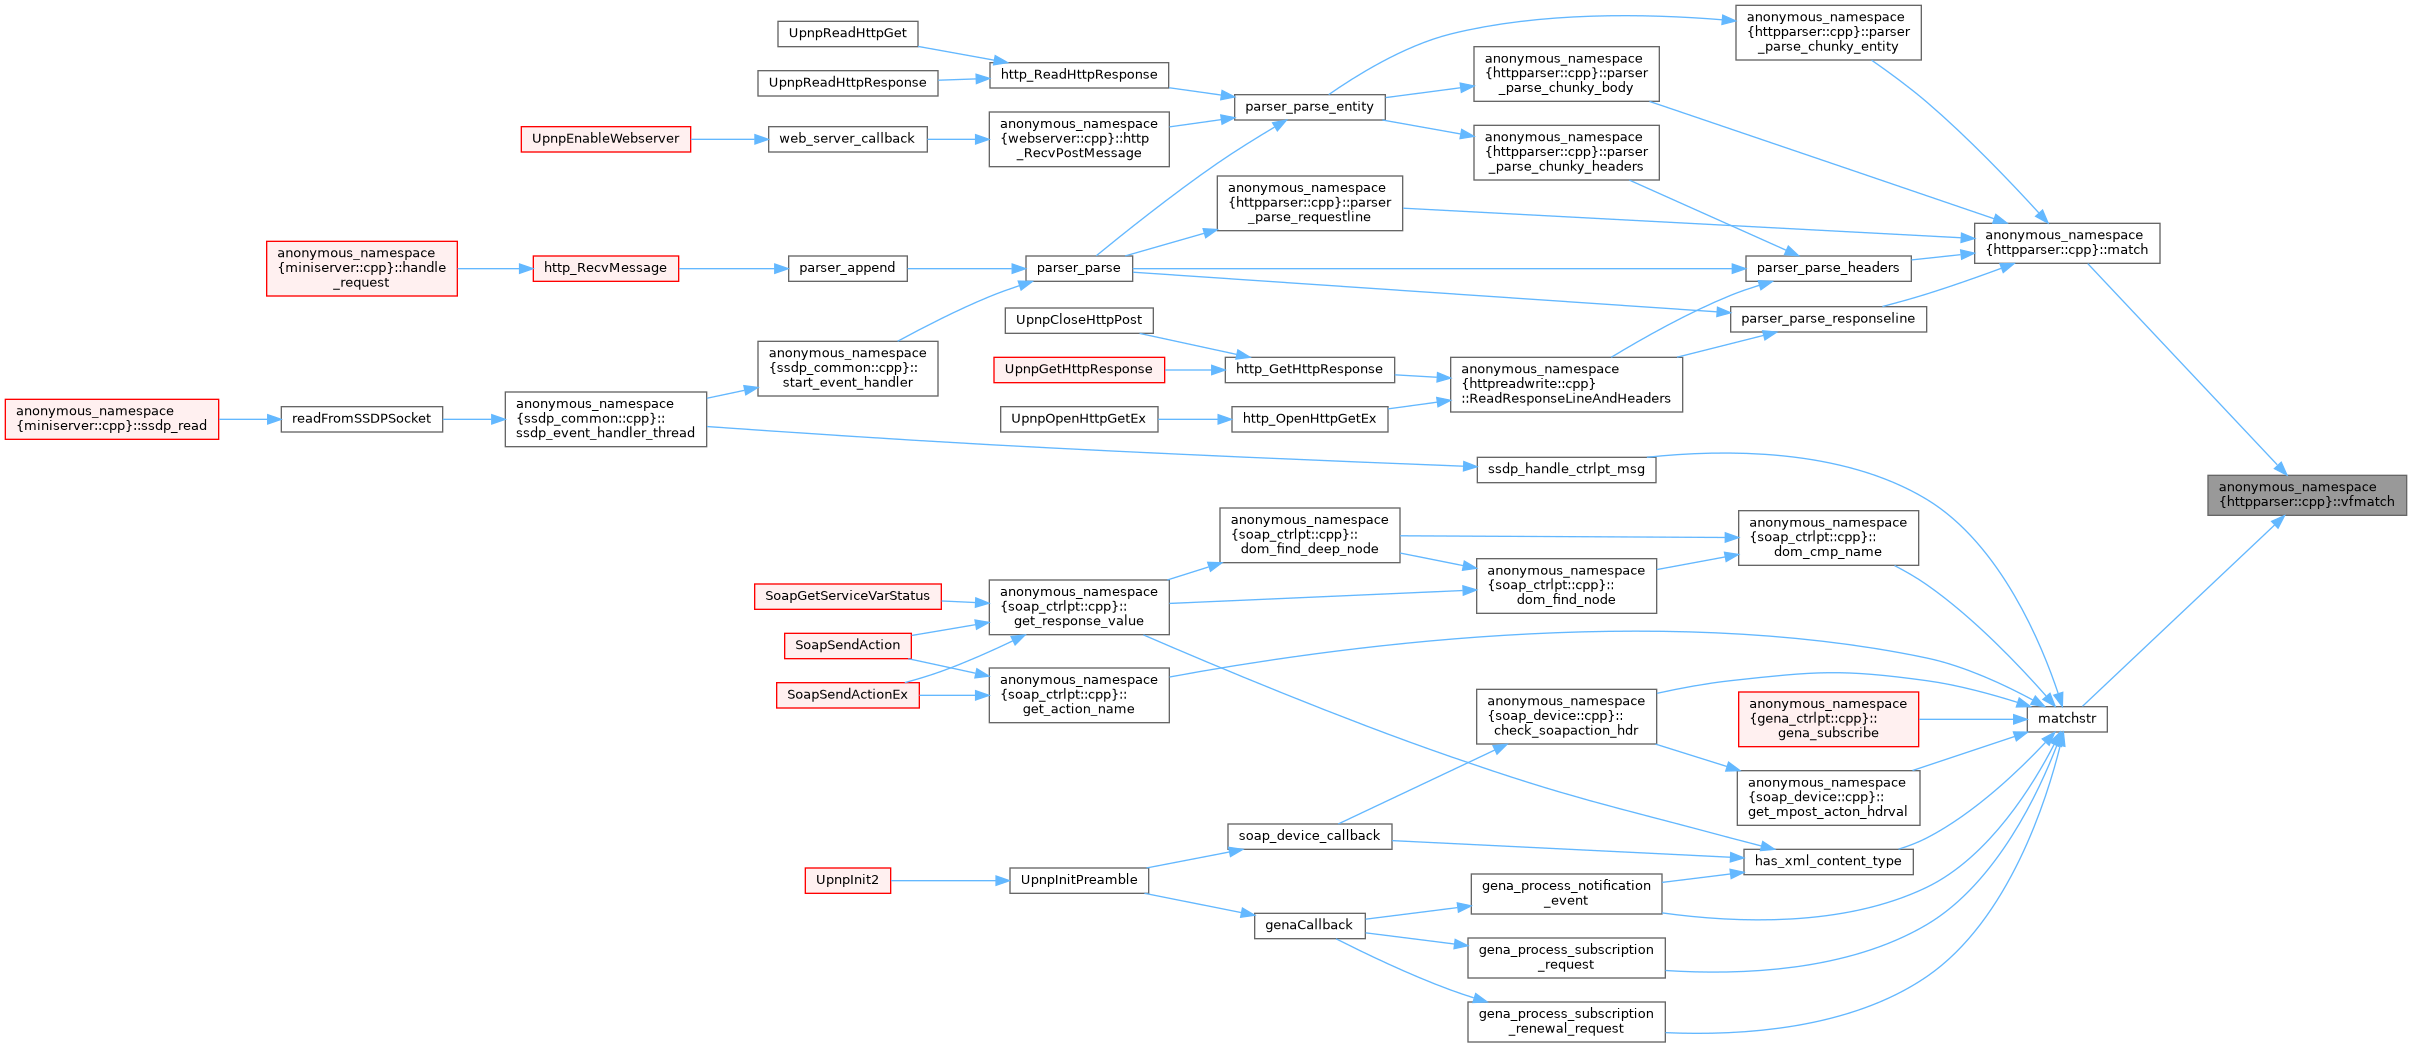 anonymous_namespace
{httpparser::cpp}::parser
_parse_chunky_entity
UpnpReadHttpGet
anonymous_namespace
{httpparser::cpp}::parser
_parse_chunky_body
http_ReadHttpResponse
UpnpReadHttpResponse
parser_parse_entity
anonymous_namespace
{webserver::cpp}::http
_RecvPostMessage
UpnpEnableWebserver
web_server_callback
anonymous_namespace
{httpparser::cpp}::parser
_parse_chunky_headers
anonymous_namespace
{httpparser::cpp}::parser
_parse_requestline
anonymous_namespace
{httpparser::cpp}::match
anonymous_namespace
{miniserver::cpp}::handle
_request
http_RecvMessage
parser_append
parser_parse
parser_parse_headers
UpnpCloseHttpPost
parser_parse_responseline
anonymous_namespace
{ssdp_common::cpp}::
start_event_handler
UpnpGetHttpResponse
http_GetHttpResponse
anonymous_namespace
{httpreadwrite::cpp}
::ReadResponseLineAndHeaders
anonymous_namespace
{miniserver::cpp}::ssdp_read
readFromSSDPSocket
anonymous_namespace
{ssdp_common::cpp}::
ssdp_event_handler_thread
UpnpOpenHttpGetEx
http_OpenHttpGetEx
ssdp_handle_ctrlpt_msg
anonymous_namespace
{httpparser::cpp}::vfmatch
anonymous_namespace
{soap_ctrlpt::cpp}::
dom_find_deep_node
anonymous_namespace
{soap_ctrlpt::cpp}::
dom_cmp_name
anonymous_namespace
{soap_ctrlpt::cpp}::
dom_find_node
SoapGetServiceVarStatus
anonymous_namespace
{soap_ctrlpt::cpp}::
get_response_value
SoapSendAction
SoapSendActionEx
anonymous_namespace
{soap_ctrlpt::cpp}::
get_action_name
anonymous_namespace
{soap_device::cpp}::
check_soapaction_hdr
anonymous_namespace
{gena_ctrlpt::cpp}::
gena_subscribe
matchstr
anonymous_namespace
{soap_device::cpp}::
get_mpost_acton_hdrval
soap_device_callback
has_xml_content_type
UpnpInit2
UpnpInitPreamble
gena_process_notification
_event
genaCallback
gena_process_subscription
_request
gena_process_subscription
_renewal_request